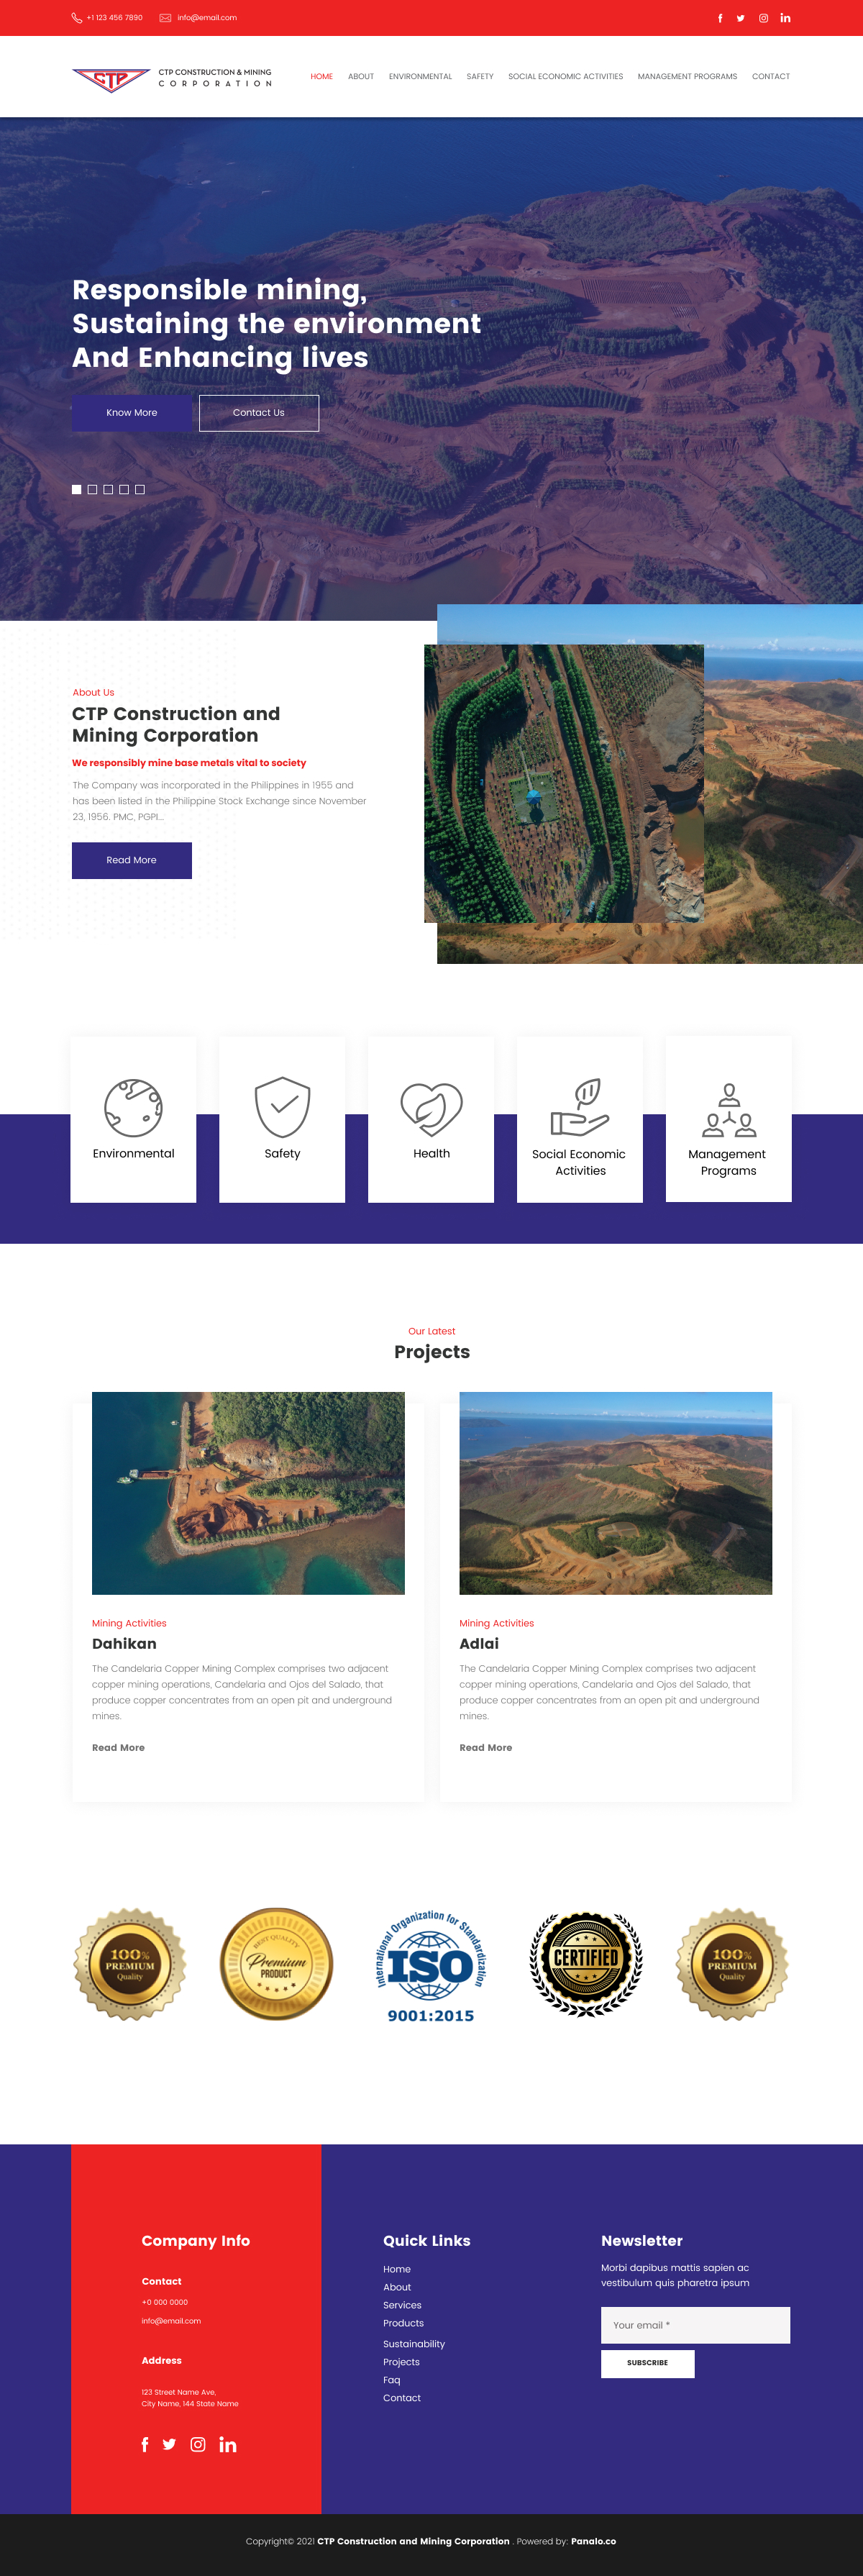 +1 123 456 7890
info@email.com
CTP
CTP CONSTRUCTION & MINING
CORPORATION
HOME
ABOUT
ENVIRONMENTAL
SAFETY
SOCIAL ECONOMIC ACTIVITIES
MANAGEMENT PROGRAMS
CONTACT
Responsible mining,
Sustaining the environment
And Enhancing lives
Know More
Contact Us
About Us
CTP Construction and
Mining Corporation
We responsibly mine base metals vital to society
The Company was incorporated in the Philippines in 1955 and
has been listed in the Philippine Stock Exchange since November
23, 1956. PMC, PGPI...
Read More
Environmental
Safety
Health
Social Economic
Activities
Management
Programs
Our Latest
Projects
Mining Activities
Dahikan
The Candelaria Copper Mining Complex comprises two adjacent
copper mining operations, Candelaria and Ojos del Salado, that
produce copper concentrates from an open pit and underground
mines.
Read More
Mining Activities
Adlai
The Candelaria Copper Mining Complex comprises two adjacent
copper mining operations, Candelaria and Ojos del Salado, that
produce copper concentrates from an open pit and underground
mines.
Read More
100%
PREMIUM
Quality
BEST QUALITY
Premium
PRODUCT
International Organization for Standardization
ISO
9001:2015
CERTIFIED
100%
PREMIUM
Quality
Company Info
Contact
+0 000 0000
info@email.com
Address
123 Street Name Ave,
City Name, 144 State Name
Quick Links
Home
About
Services
Products
Sustainability
Projects
Faq
Contact
Newsletter
Morbi dapibus mattis sapien ac
vestibulum quis pharetra ipsum
Your email *
SUBSCRIBE
Copyright© 2021 CTP Construction and Mining Corporation . Powered by: Panalo.co